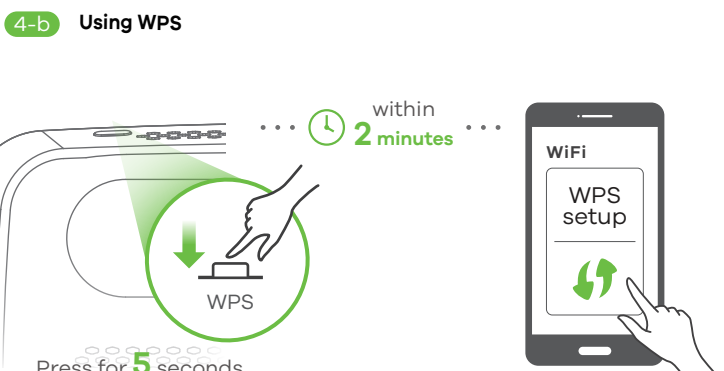 4-b Using WPS
within
2 minutes
WiFi
WPS
setup
WPS
Press for 5 seconds